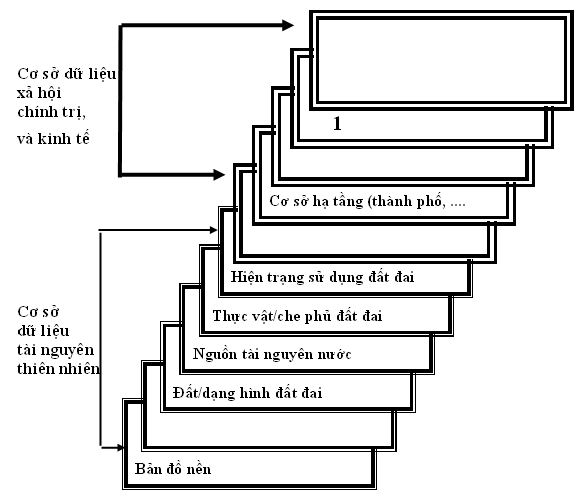 Cơ sở dữ liệu
xả hội
chính trị,
và kinh tế
1
Cơ sở hạ tầng (thành phố, ....
Hiện trạng sử dụng đất đai
Thực vật/che phủ đất đai
Nguồn tài nguyên nước
Đất/dạng hình đất đai
Bản đồ nền
Cơ sở
dữ liệu
tài nguyên
thiên nhiên